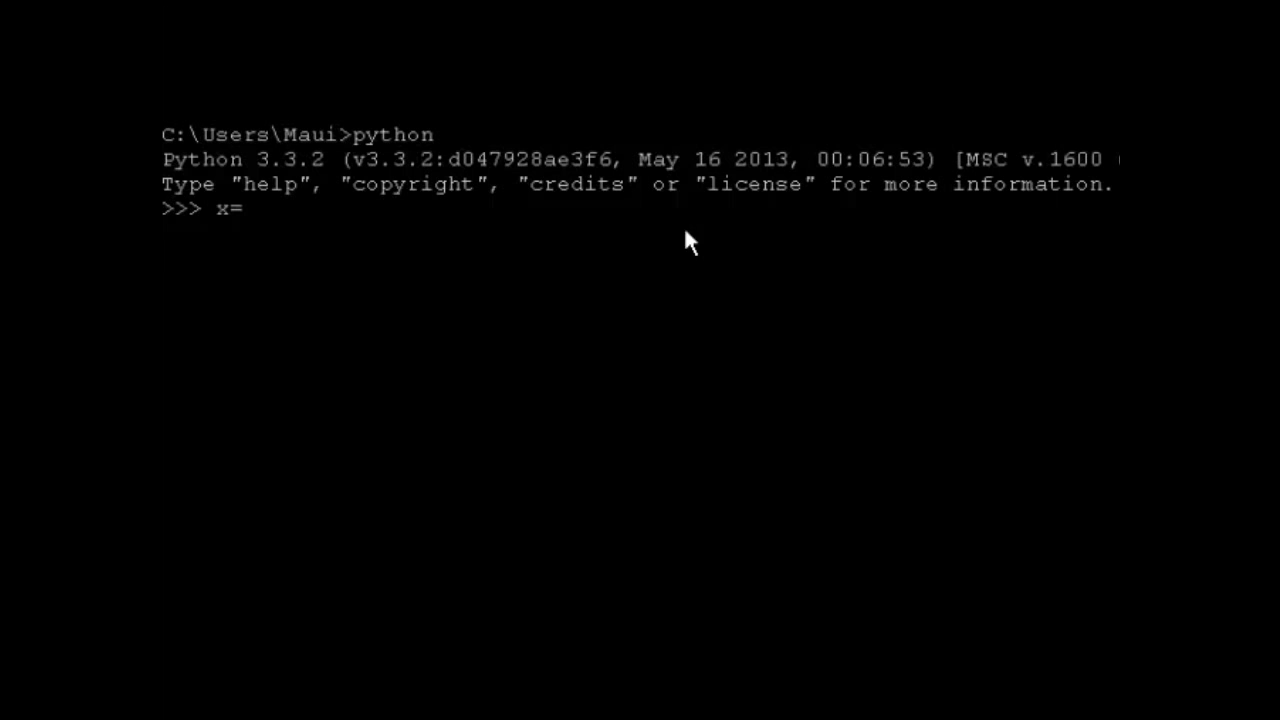 C:\Users\Maui>python
Python 3.3.2 (v3.3.2:d047928ae3f6, May 16 2013, 00:06:53) [MSC v.1600
Type "help", "copyright", "credits" or "license" for more information.
>>> x=